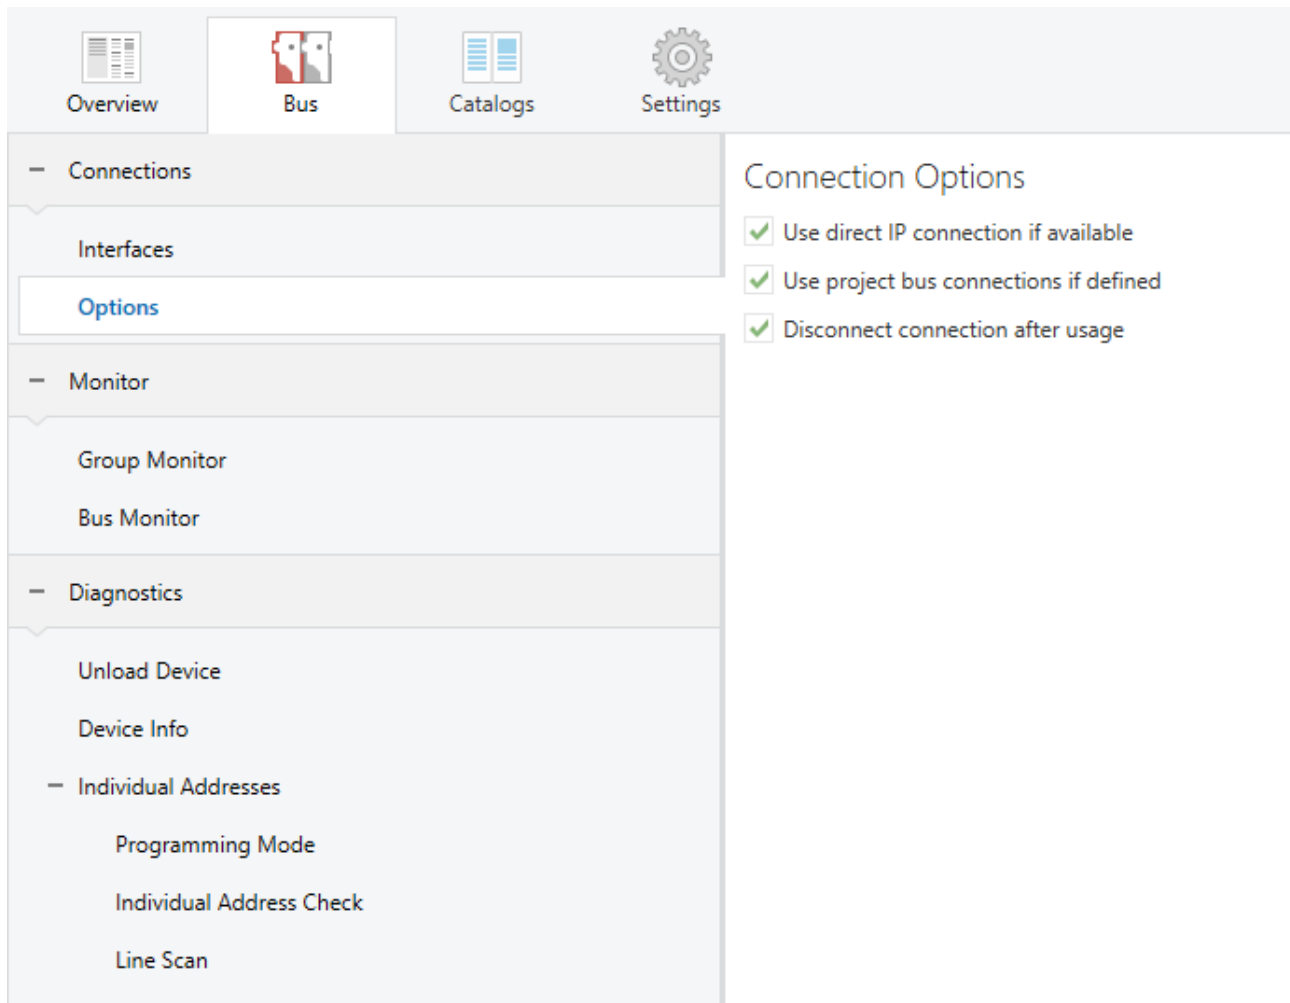 Overview
Bus
Catalogs
Settings
Connections
Interfaces
Options
Monitor
Group Monitor
Bus Monitor
Diagnostics
Unload Device
Device Info
Individual Addresses
Programming Mode
Individual Address Check
Line Scan
Connection Options
Use direct IP connection if available
Use project bus connections if defined
Disconnect connection after usage